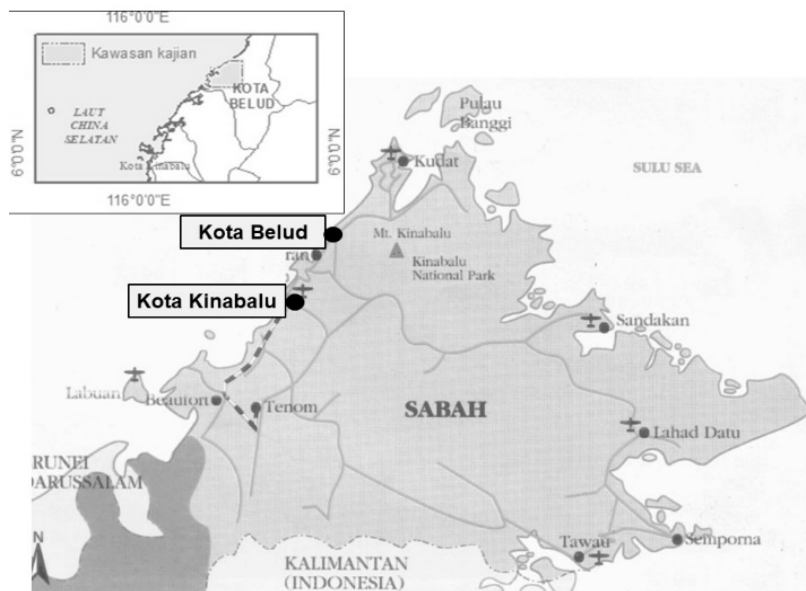 116°0'0"E
Kawasan kajian
KOTA
BELUD
LAUT
CHINA
SELATAN
Kota Kinabalu
6°0'0"N
6°0'0"N
116°0'0"E
Pulau
Banggi
Kudat
SULU SEA
Kota Belud
ran
Mt. Kinabalu
Kinabalu
National Park
Kota Kinabalu
Sandakan
Labuan
Beaufort
Tenom
SABAH
Lahad Datu
RUNEI
DARUSSALAM
N
Tawau
Semporna
KALIMANTAN
(INDONESIA)